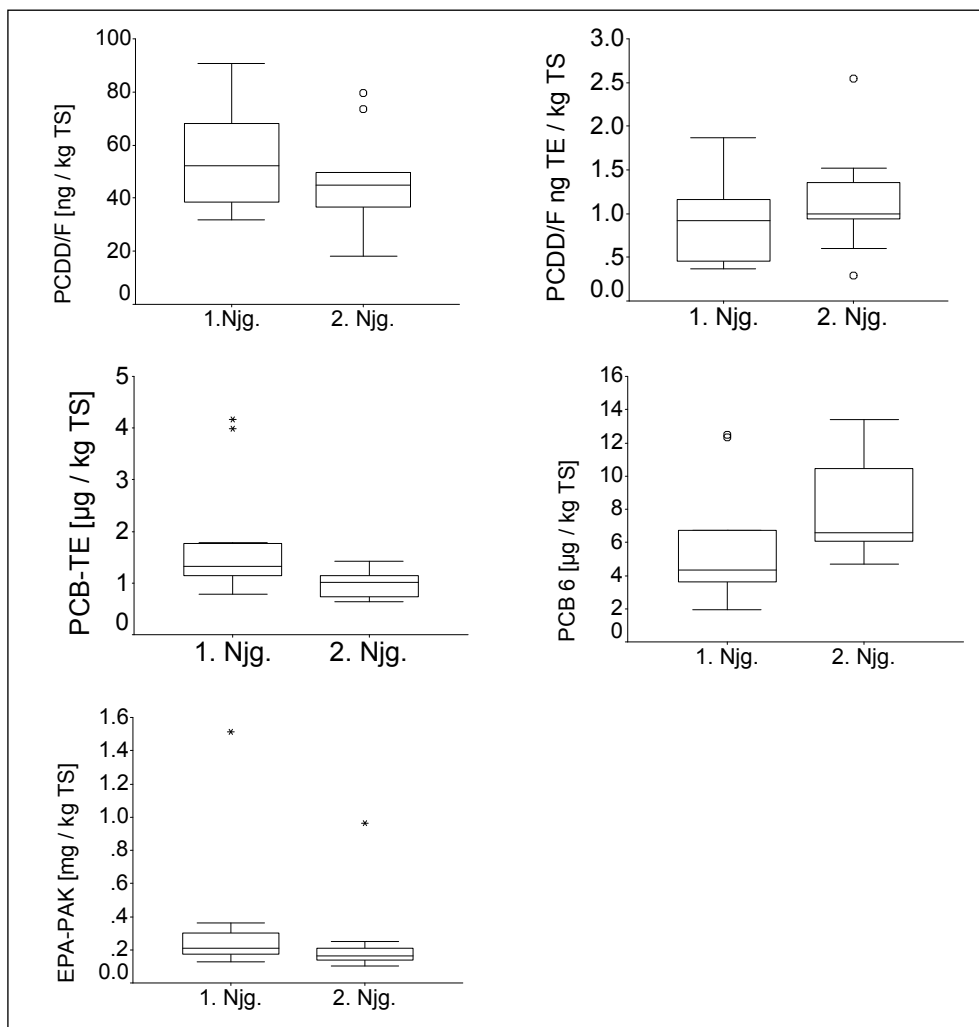 PCDD/F [ng / kg TS]
100
80
60
40
20
0
1.Njg.
2. Njg.
PCDD/F ng TE / kg TS
3.0
2.5
2.0
1.5
1.0
.5
0.0
1. Njg.
2. Njg.
PCB-TE [µg / kg TS]
5
4
3
2
1
0
1. Njg.
2. Njg.
PCB 6 [µg / kg TS]
16
14
12
10
8
6
4
2
0
1. Njg.
2. Njg.
EPA-PAK [mg / kg TS]
1.6
1.4
1.2
1.0
.8
.6
.4
.2
0.0
1. Njg.
2. Njg.